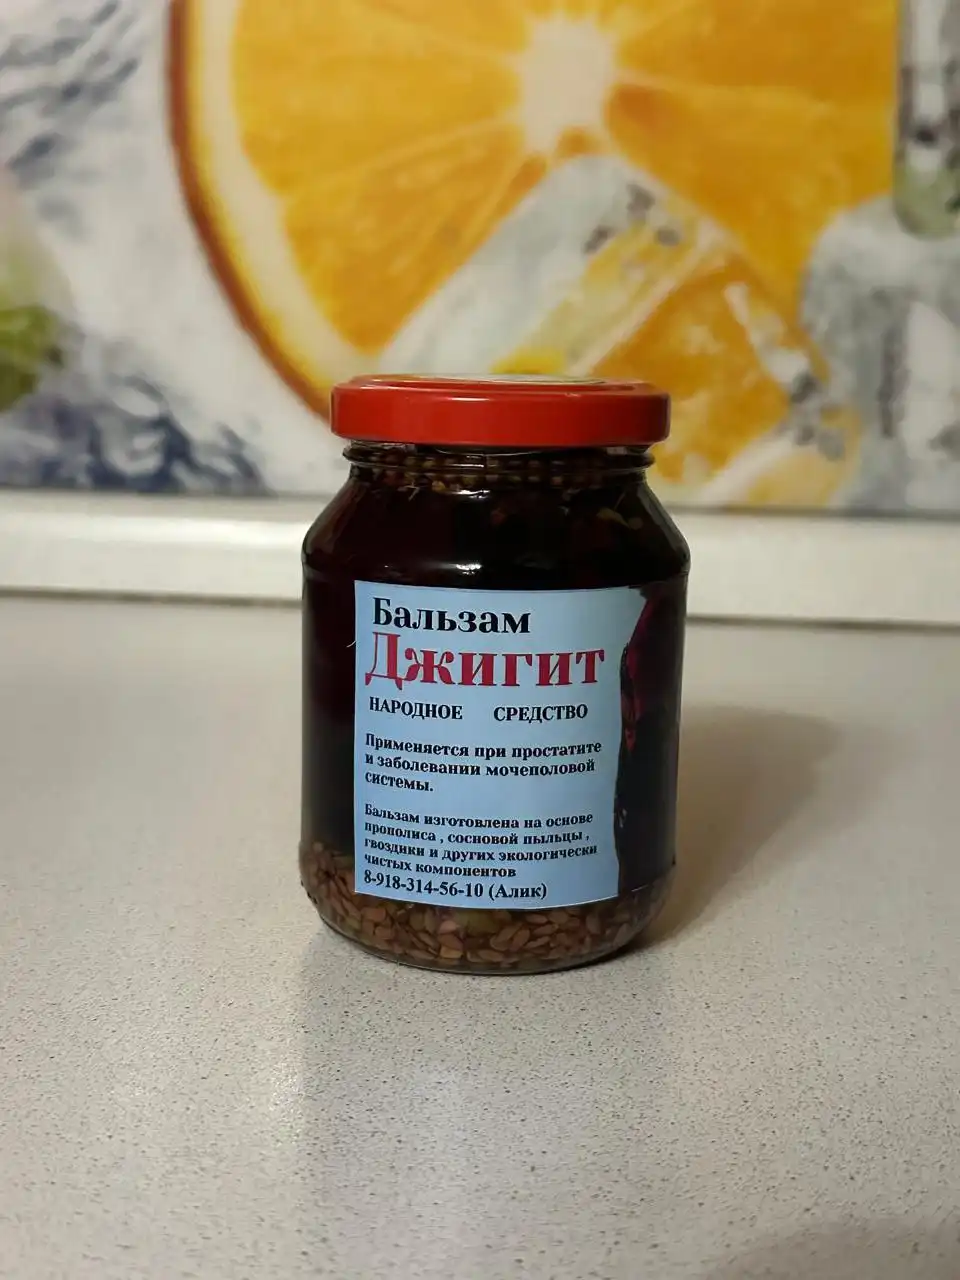 Бальзам
Джигит
НАРОДНОЕ СРЕДСТВО
Применяется при простатите
и заболевании мочеполовой
системы.
Бальзам изготовлена на основе
прополиса , сосновой пыльцы ,
гвоздики и других экологически
чистых компонентов
8-918-314-56-10 (Алик)